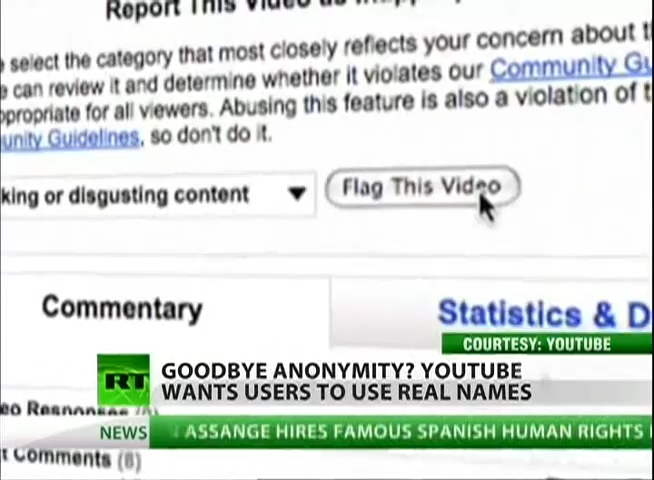 Report This Video as
select the category that most closely reflects your concern about
can review it and determine whether it violates our Community Gu
propriate for all viewers. Abusing this feature is also a violation of t
unity Guidelines, so don't do it.
king or disgusting content
Flag This Video
Commentary
Statistics & D
COURTESY: YOUTUBE
RT
GOODBYE ANONYMITY? YOUTUBE
WANTS USERS TO USE REAL NAMES
eo Responses
NEWS
ASSANGE HIRES FAMOUS SPANISH HUMAN RIGHTS
t Comments (8)